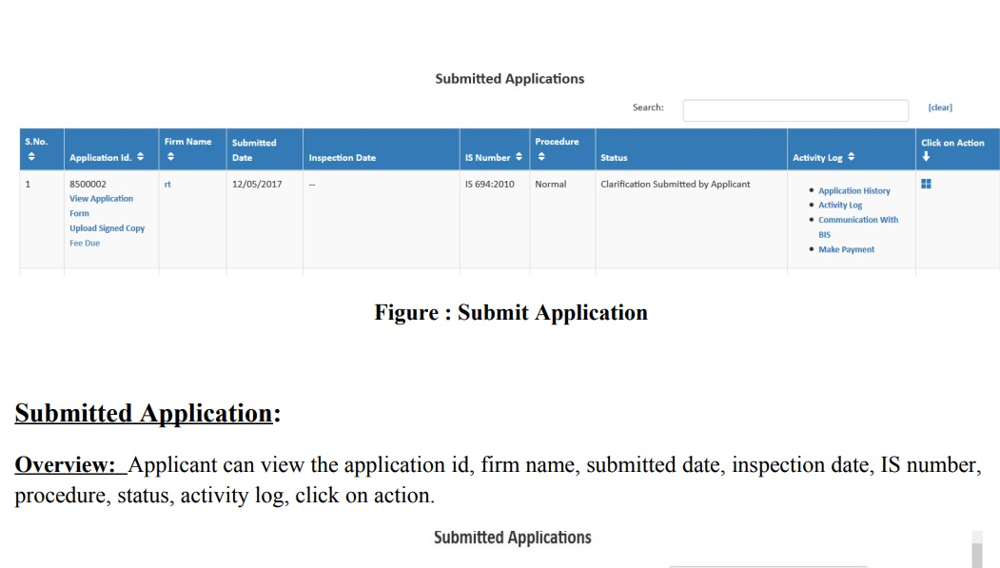 Submitted Applications
Search: [clear]
S.No. Application Id. Firm Name Submitted Date Inspection Date IS Number Procedure Status Activity Log Click on Action
1 8500002 rt 12/05/2017 -- IS 694:2010 Normal Clarification Submitted by Applicant
View Application
Form
Upload Signed Copy
Fee Due
• Application History
• Activity Log
• Communication With
BIS
• Make Payment
Figure : Submit Application
Submitted Application:
Overview: Applicant can view the application id, firm name, submitted date, inspection date, IS number,
procedure, status, activity log, click on action.
Submitted Applications